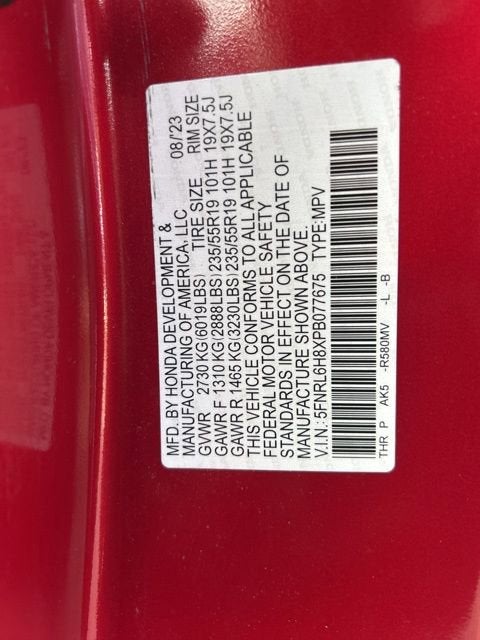 MFD. BY HONDA DEVELOPMENT & 08/'23
MANUFACTURING OF AMERICA, LLC
GVWR 2730 KG (6019LBS) TIRE SIZE RIM SIZE
GAWR F 1310 KG (2888LBS) 235/55R19 101H 19X7.5J
GAWR R 1465 KG (3230LBS) 235/55R19 101H 19X7.5J
THIS VEHICLE CONFORMS TO ALL APPLICABLE
FEDERAL MOTOR VEHICLE SAFETY
STANDARDS IN EFFECT ON THE DATE OF
MANUFACTURE SHOWN ABOVE.
V.I.N.: 5FNRL6H8XPB077675 TYPE: MPV
THR P AK5 -R580MV -L -B